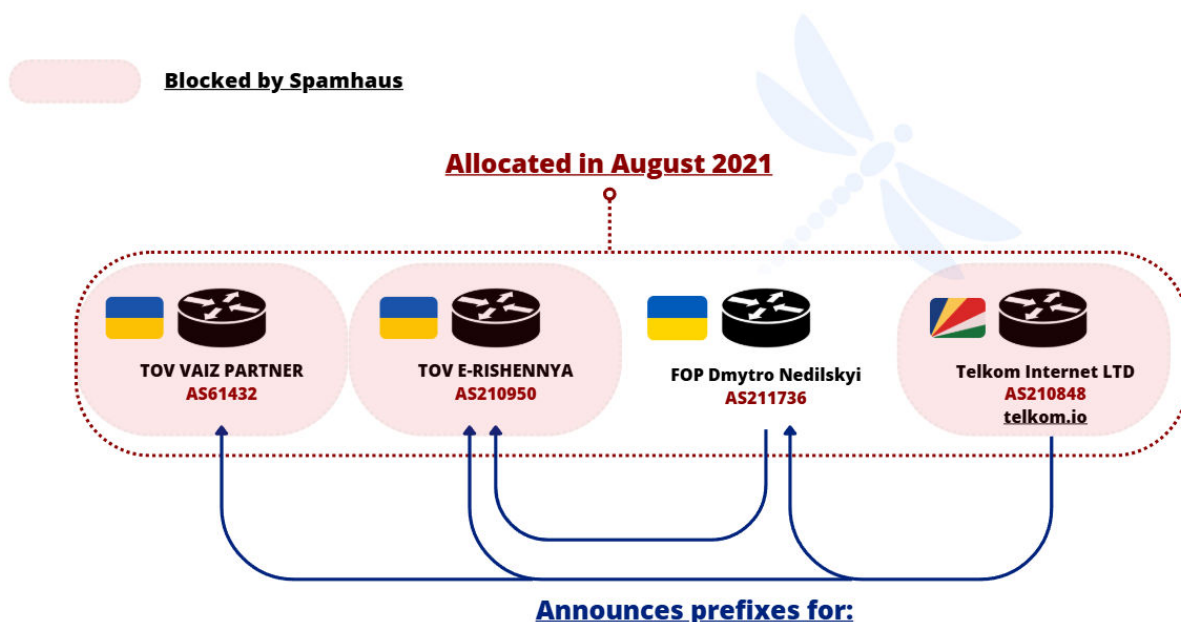 Blocked by Spamhaus
Allocated in August 2021
TOV VAIZ PARTNER
AS61432
TOV E-RISHENNYA
AS210950
FOP Dmytro Nedilskyi
AS211736
Telkom Internet LTD
AS210848
telkom.io
Announces prefixes for: